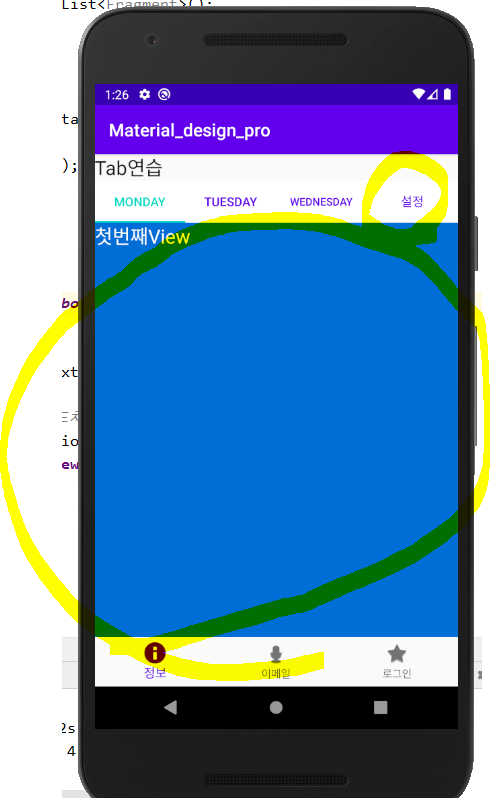 List<Fragment>();
1:26
Material_design_pro
ta
);
Tab연습
MONDAY TUESDAY WEDNESDAY 설정
첫번째View
bo
xt
io
ew
정보 이메일 로그인
2s
4